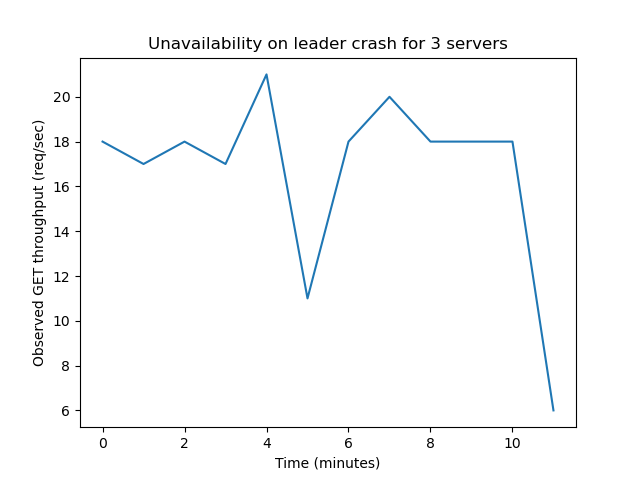 Unavailability on leader crash for 3 servers
Observed GET throughput (req/sec)
20
18
16
14
12
10
8
6
0 2 4 6 8 10
Time (minutes)